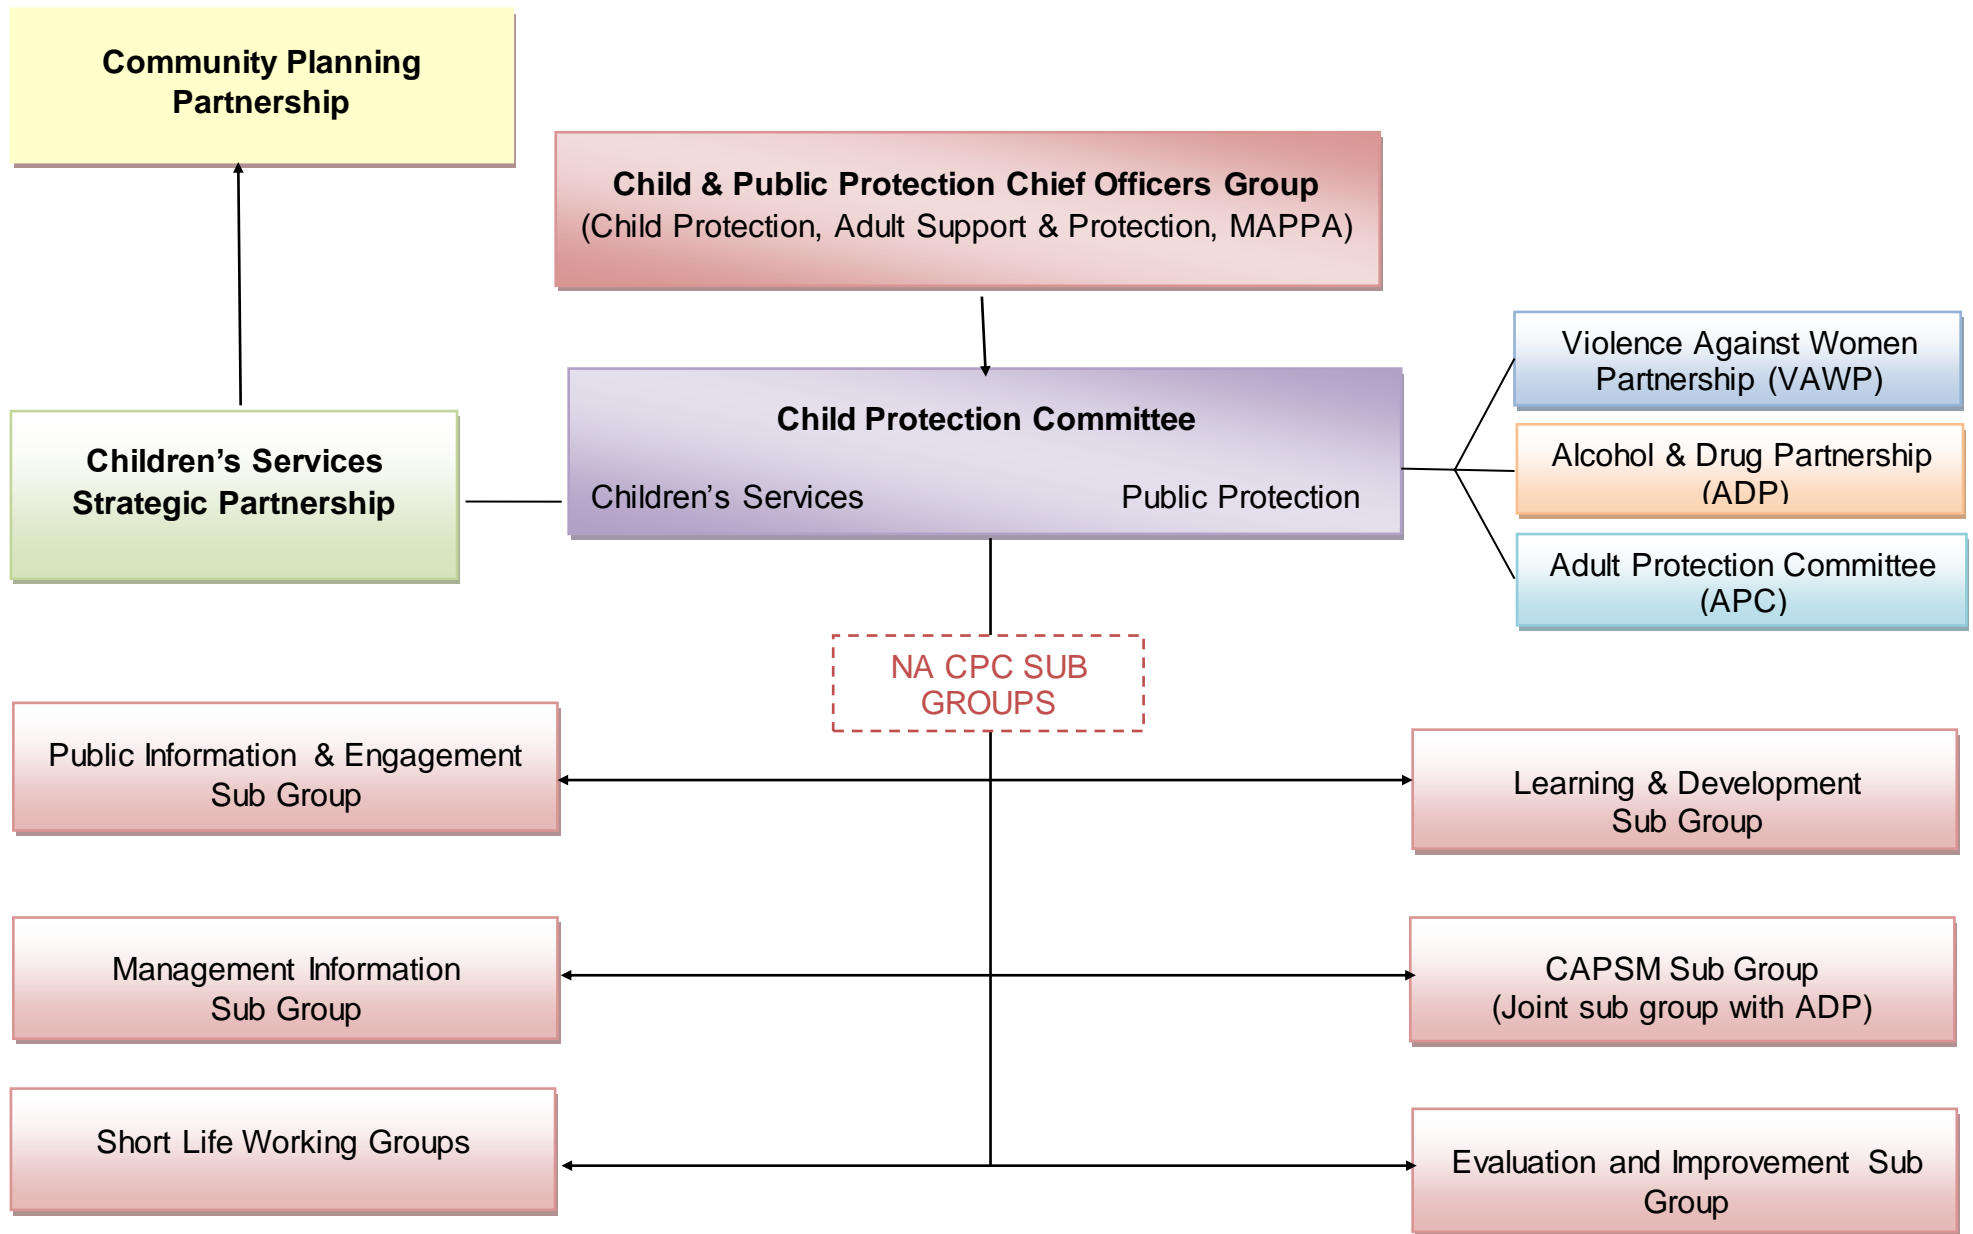 Community Planning
Partnership
Child & Public Protection Chief Officers Group
(Child Protection, Adult Support & Protection, MAPPA)
Violence Against Women
Partnership (VAWP)
Child Protection Committee
Children’s Services Public Protection
Children’s Services
Strategic Partnership
Alcohol & Drug Partnership
(ADP)
Adult Protection Committee
(APC)
NA CPC SUB
GROUPS
Public Information & Engagement
Sub Group
Learning & Development
Sub Group
Management Information
Sub Group
CAPSM Sub Group
(Joint sub group with ADP)
Short Life Working Groups
Evaluation and Improvement Sub
Group